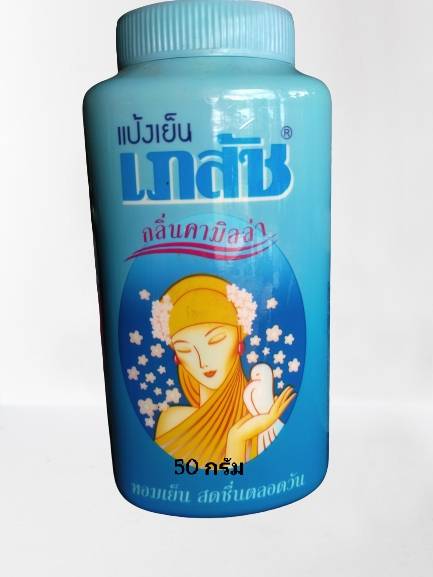 แป้งเย็น
เภสัช ®
กลิ่นคามิลล่า
50 กรัม
หอมเย็น สดชื่นตลอดวัน